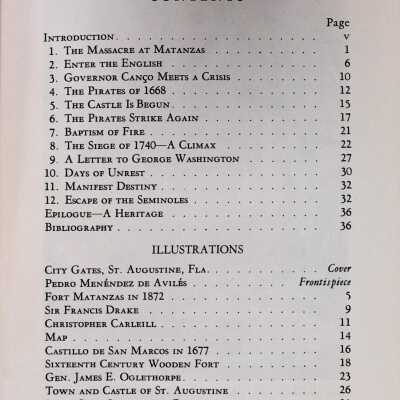 Page
Introduction . . . . . . . . . . . . . . . . . v
1. The Massacre at Matanzas . . . . . . . . . . 1
2. Enter the English . . . . . . . . . . . . . 6
3. Governor Canço Meets a Crisis . . . . . . . 10
4. The Pirates of 1668 . . . . . . . . . . . . 12
5. The Castle Is Begun . . . . . . . . . . . . 15
6. The Pirates Strike Again . . . . . . . . . . 17
7. Baptism of Fire . . . . . . . . . . . . . . 21
8. The Siege of 1740—A Climax . . . . . . . . . 22
9. A Letter to George Washington . . . . . . . 27
10. Days of Unrest . . . . . . . . . . . . . . 30
11. Manifest Destiny . . . . . . . . . . . . . 32
12. Escape of the Seminoles . . . . . . . . . . 32
Epilogue—A Heritage . . . . . . . . . . . . . . 36
Bibliography . . . . . . . . . . . . . . . . . 36
ILLUSTRATIONS
City Gates, St. Augustine, Fla. . . . . . . . . Cover
Pedro Menéndez de Avilés . . . . . . . . . . Frontispiece
Fort Matanzas in 1872 . . . . . . . . . . . . . 5
Sir Francis Drake . . . . . . . . . . . . . . . 9
Christopher Carleill . . . . . . . . . . . . . 11
Map . . . . . . . . . . . . . . . . . . . . . . 14
Castillo de San Marcos in 1677 . . . . . . . . 16
Sixteenth Century Wooden Fort . . . . . . . . . 18
Gen. James E. Oglethorpe . . . . . . . . . . . 23
Town and Castle of St. Augustine . . . . . . . 26